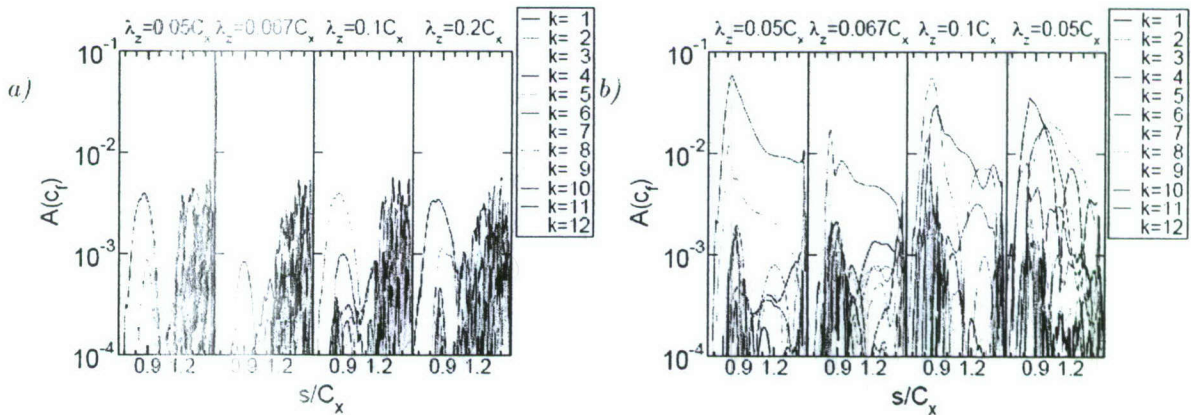 a)
λz=0.05Cx λz=0.067Cx λz=0.1Cx λz=0.2Cx
10-1
10-2
10-3
10-4
A(cf)
0.9 1.2 0.9 1.2 0.9 1.2 0.9 1.2
s/Cx
k= 1
k= 2
k= 3
k= 4
k= 5
k= 6
k= 7
k= 8
k= 9
k=10
k=11
k=12
b)
λz=0.05Cx λz=0.067Cx λz=0.1Cx λz=0.05Cx
10-1
10-2
10-3
10-4
A(cf)
0.9 1.2 0.9 1.2 0.9 1.2 0.9 1.2
s/Cx
k= 1
k= 2
k= 3
k= 4
k= 5
k= 6
k= 7
k= 8
k= 9
k=10
k=11
k=12